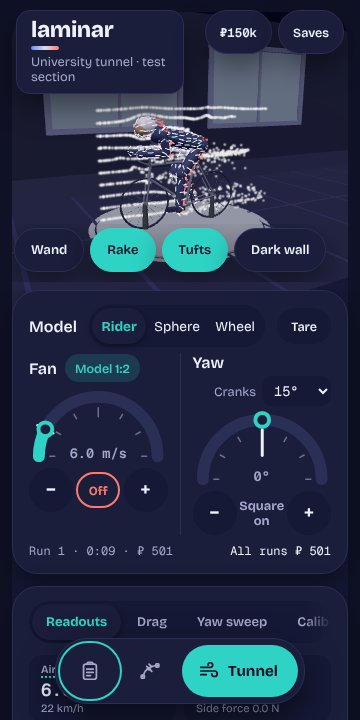 laminar
University tunnel · test
section
₽150k
Saves
Wand
Rake
Tufts
Dark wall
Model
Rider
Sphere
Wheel
Tare
Fan
Model 1:2
6.0 m/s
−
Off
+
Yaw
Cranks
15°
0°
−
Square
on
+
Run 1 · 0:09 · ₽ 501
All runs ₽ 501
Readouts
Drag
Yaw sweep
Calib
Air
6.
22 km/h
Side force 0.0 N
Tunnel